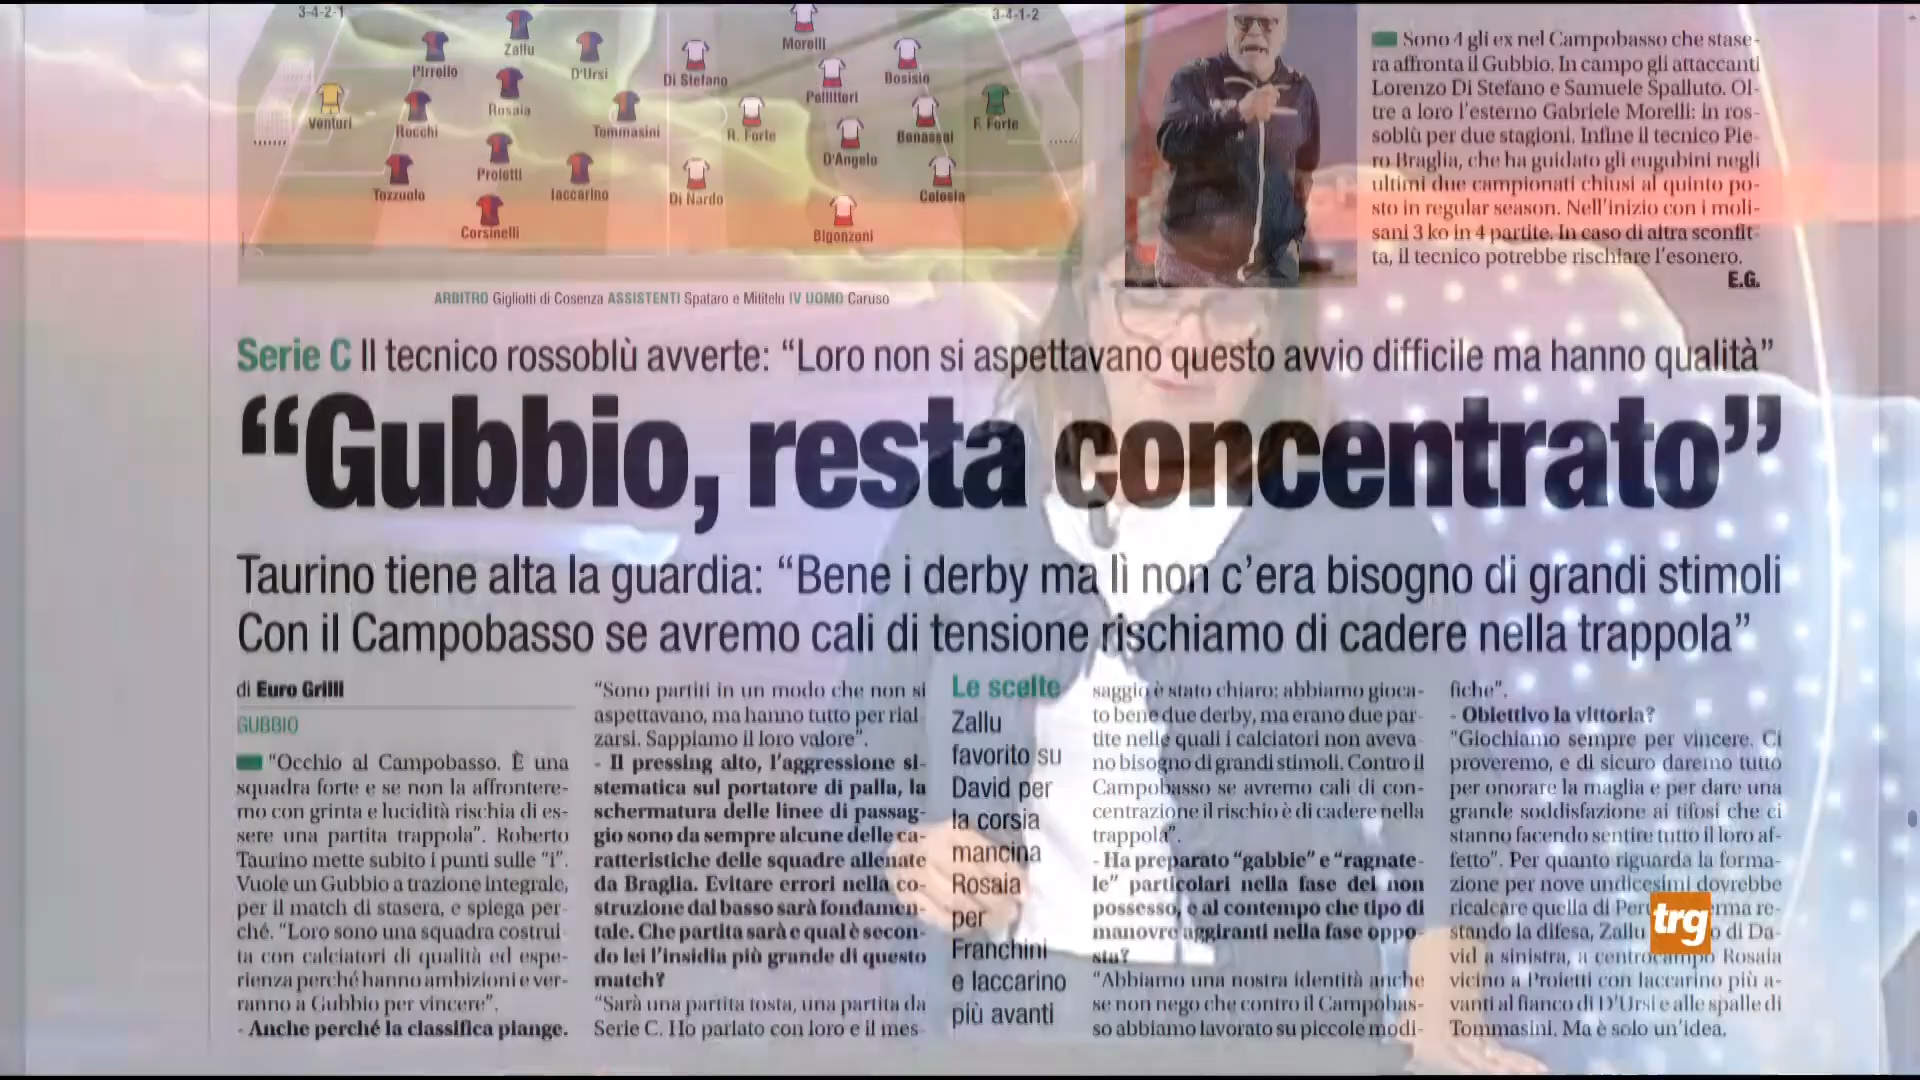 3-4-2-1
3-4-1-2
Zallu
Morelli
Pirrello
D'Ursi
Di Stefano
Bosisio
Rosaia
Pellitteri
Venturi
Rocchi
Tommasini
R. Forte
Benassai
F. Forte
Proietti
D'Angelo
Tozzuolo
Iaccarino
Di Nardo
Celesia
Corsinelli
Bigonzoni
ARBITRO Gigliotti di Cosenza ASSISTENTI Spataro e Mititelu IV UOMO Caruso
Sono 4 gli ex nel Campobasso che stase-
ra affronta il Gubbio. In campo gli attaccanti
Lorenzo Di Stefano e Samuele Spalluto. Ol-
tre a loro l'esterno Gabriele Morelli: in ros-
soblù per due stagioni. Infine il tecnico Pie-
ro Braglia, che ha guidato gli eugubini negli
ultimi due campionati chiusi al quinto po-
sto in regular season. Nell'inizio con i moli-
sani 3 ko in 4 partite. In caso di altra sconfit-
ta, il tecnico potrebbe rischiare l'esonero.
E.G.
Serie C Il tecnico rossoblù avverte: “Loro non si aspettavano questo avvio difficile ma hanno qualità”
“Gubbio, resta concentrato”
Taurino tiene alta la guardia: “Bene i derby ma lì non c'era bisogno di grandi stimoli
Con il Campobasso se avremo cali di tensione rischiamo di cadere nella trappola”
di Euro Grilli
GUBBIO
“Occhio al Campobasso. È una
squadra forte e se non la affrontere-
mo con grinta e lucidità rischia di es-
sere una partita trappola”. Roberto
Taurino mette subito i punti sulle “i”.
Vuole un Gubbio a trazione integrale,
per il match di stasera, e spiega per-
ché. “Loro sono una squadra costrui-
ta con calciatori di qualità ed espe-
rienza perché hanno ambizioni e ver-
ranno a Gubbio per vincere”.
- Anche perché la classifica piange.
“Sono partiti in un modo che non si
aspettavano, ma hanno tutto per rial-
zarsi. Sappiamo il loro valore”.
- Il pressing alto, l'aggressione si-
stematica sul portatore di palla, la
schermatura delle linee di passag-
gio sono da sempre alcune delle ca-
ratteristiche delle squadre allenate
da Braglia. Evitare errori nella co-
struzione dal basso sarà fondamen-
tale. Che partita sarà e qual è secon-
do lei l'insidia più grande di questo
match?
“Sarà una partita tosta, una partita da
Serie C. Ho parlato con loro e il mes-
Le scelte
Zallu
favorito su
David per
la corsia
mancina
Rosaia
per
Franchini
e Iaccarino
più avanti
saggio è stato chiaro: abbiamo gioca-
to bene due derby, ma erano due par-
tite nelle quali i calciatori non aveva-
no bisogno di grandi stimoli. Contro il
Campobasso se avremo cali di con-
centrazione il rischio è di cadere nella
trappola”.
- Ha preparato “gabbie” e “ragnate-
le” particolari nella fase del non
possesso, e al contempo che tipo di
manovre aggiranti nella fase oppo-
sta?
“Abbiamo una nostra identità anche
se non nego che contro il Campobas-
so abbiamo lavorato su piccole modi-
fiche”.
- Obiettivo la vittoria?
“Giochiamo sempre per vincere. Ci
proveremo, e di sicuro daremo tutto
per onorare la maglia e per dare una
grande soddisfazione ai tifosi che ci
stanno facendo sentire tutto il loro af-
fetto”. Per quanto riguarda la forma-
zione per nove undicesimi dovrebbe
ricalcare quella di rma re-
stando la difesa, Zallu o di Da-
vid a sinistra, a centrocampo Rosaia
vicino a Proietti con Iaccarino più a-
vanti al fianco di D'Ursi e alle spalle di
Tommasini. Ma è solo un'idea.
trg